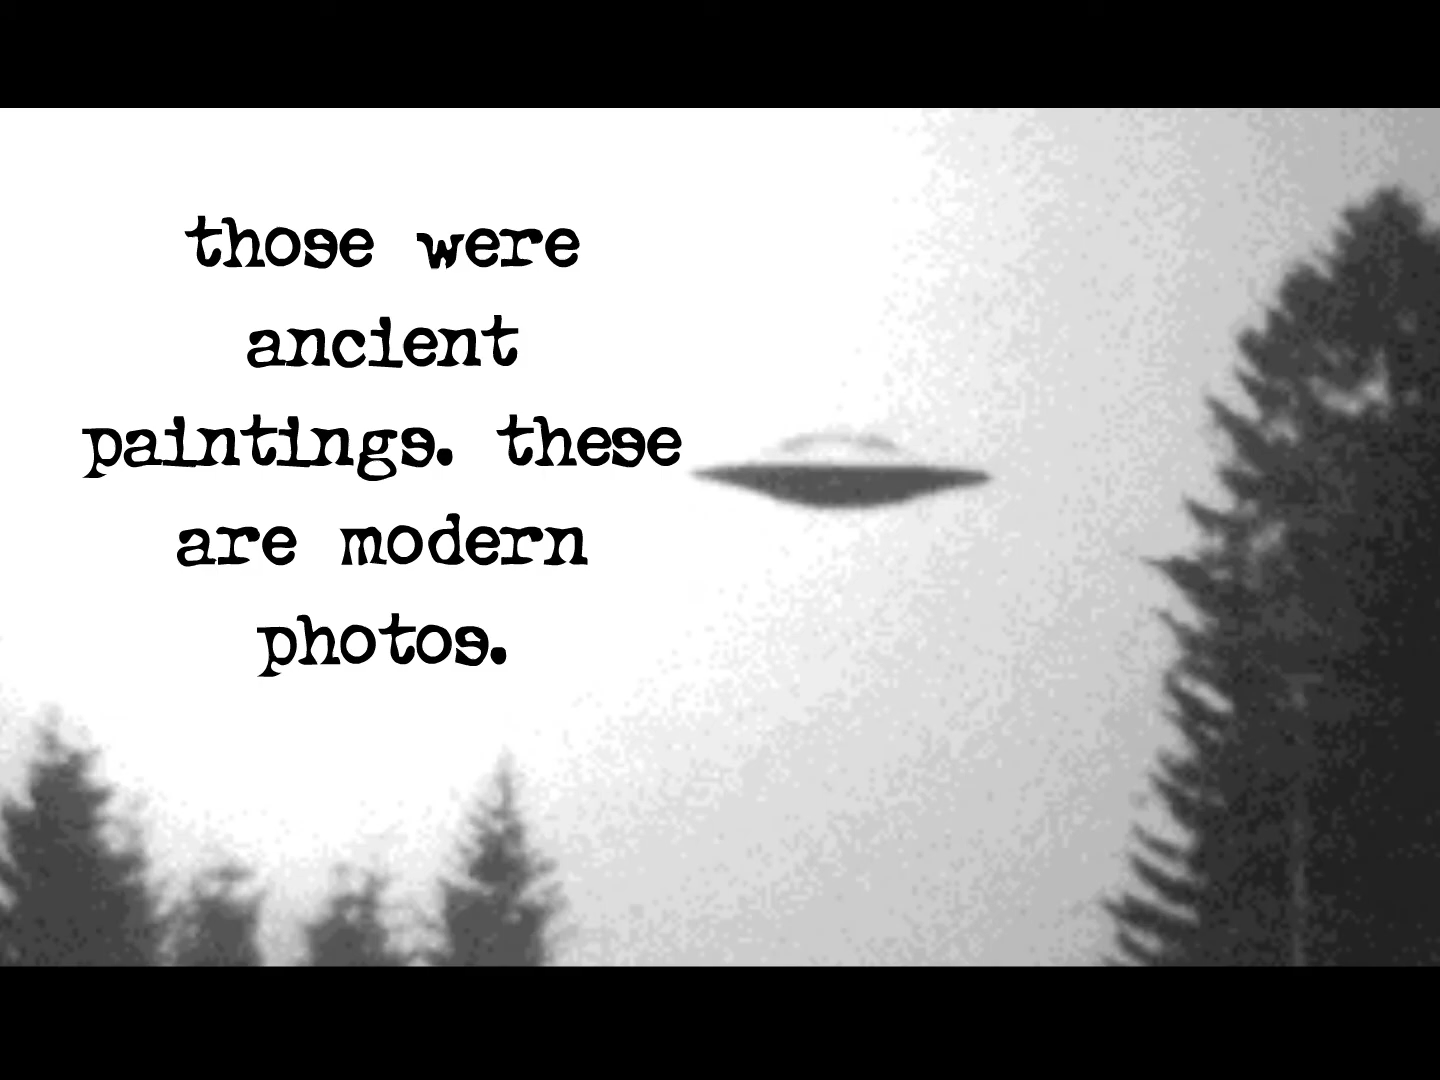 those were
ancient
paintings. these
are modern
photos.